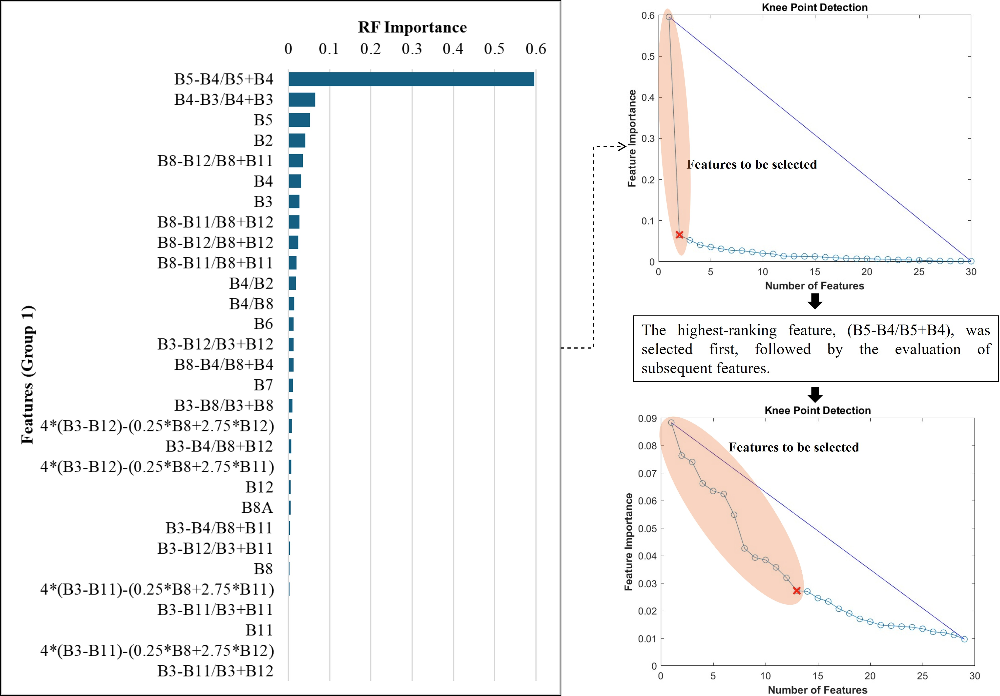 RF Importance
0 0.1 0.2 0.3 0.4 0.5 0.6
Features (Group 1)
B5-B4/B5+B4
B4-B3/B4+B3
B5
B2
B8-B12/B8+B11
B4
B3
B8-B11/B8+B12
B8-B12/B8+B12
B8-B11/B8+B11
B4/B2
B4/B8
B6
B3-B12/B3+B12
B8-B4/B8+B4
B7
B3-B8/B3+B8
4*(B3-B12)-(0.25*B8+2.75*B12)
B3-B4/B8+B12
4*(B3-B12)-(0.25*B8+2.75*B11)
B12
B8A
B3-B4/B8+B11
B3-B12/B3+B11
B8
4*(B3-B11)-(0.25*B8+2.75*B11)
B3-B11/B3+B11
B11
4*(B3-B11)-(0.25*B8+2.75*B12)
B3-B11/B3+B12
Knee Point Detection
Feature Importance
0.6
0.5
0.4
0.3
0.2
0.1
0
Features to be selected
0 5 10 15 20 25 30
Number of Features
The highest-ranking feature, (B5-B4/B5+B4), was
selected first, followed by the evaluation of
subsequent features.
Knee Point Detection
Feature Importance
0.09
0.08
0.07
0.06
0.05
0.04
0.03
0.02
0.01
0
Features to be selected
0 5 10 15 20 25 30
Number of Features